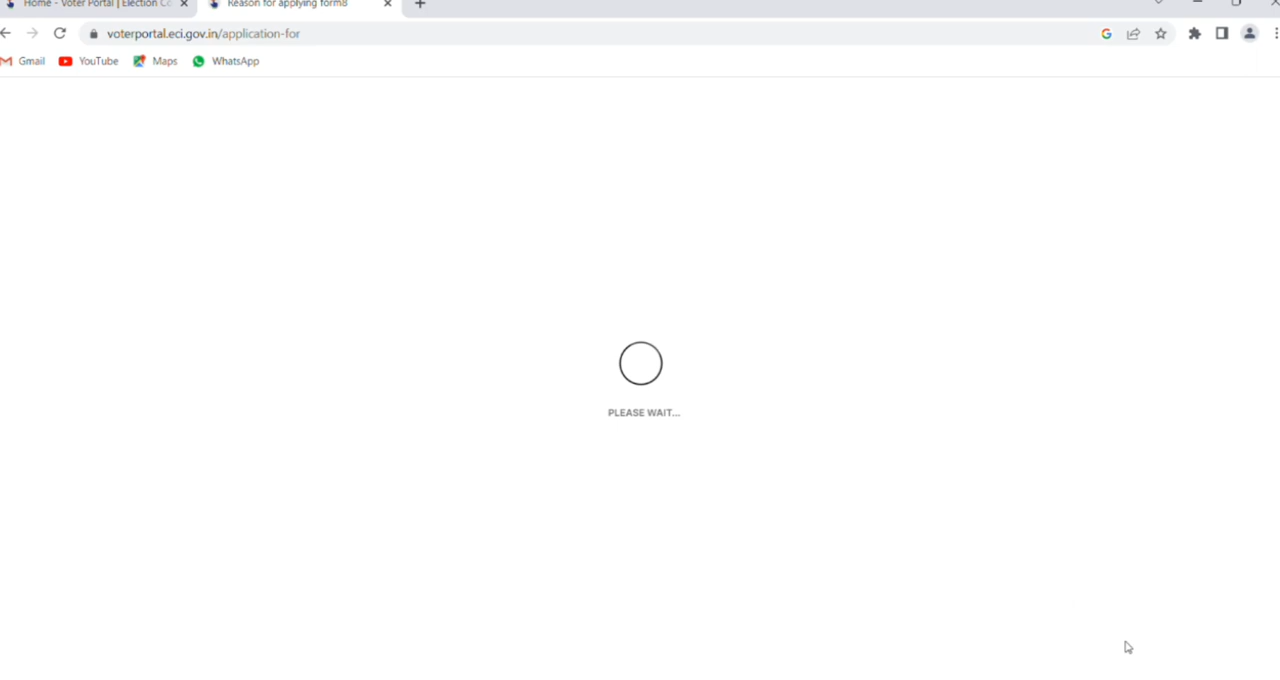 Home - Voter Portal | Election Co
Reason for applying form8
voterportal.eci.gov.in/application-for
Gmail
YouTube
Maps
WhatsApp
PLEASE WAIT...